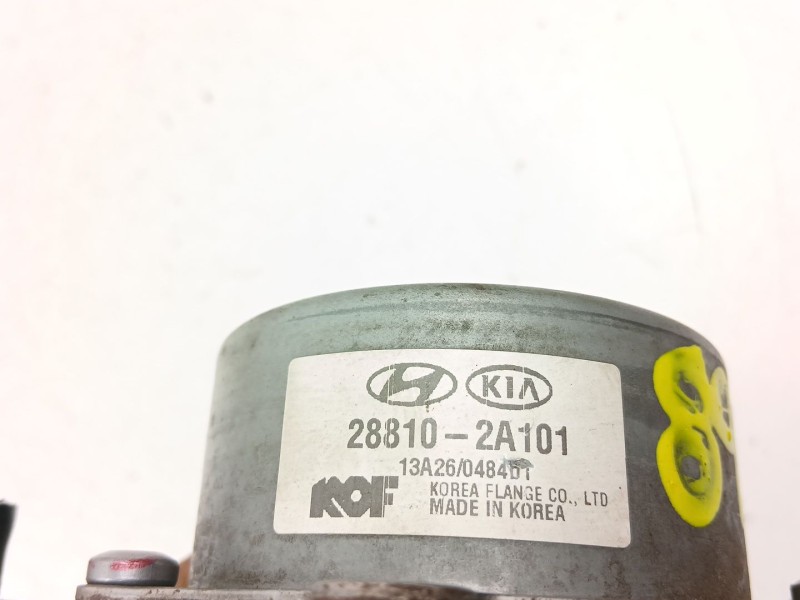 KIA
28810-2A101
13A26/0484D1
KOF KOREA FLANGE CO., LTD
MADE IN KOREA